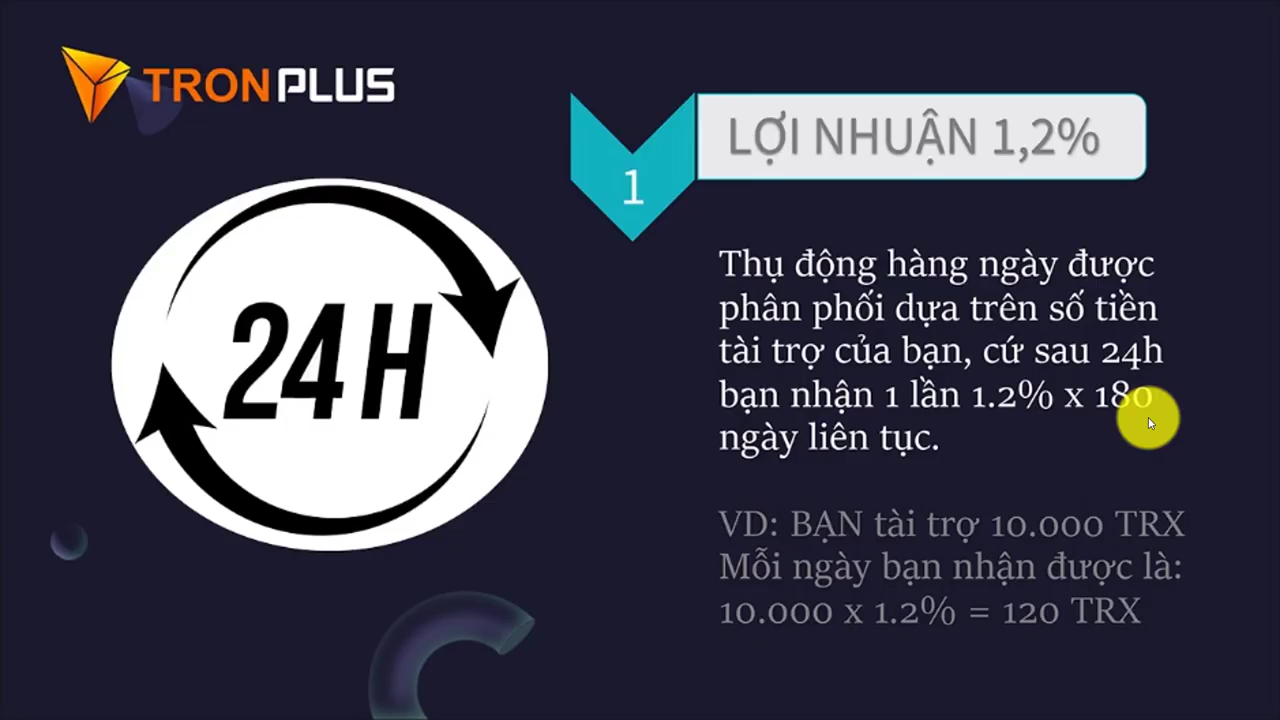 TRONPLUS
1
LỢI NHUẬN 1,2%
24H
Thụ động hàng ngày được
phân phối dựa trên số tiền
tài trợ của bạn, cứ sau 24h
bạn nhận 1 lần 1.2% x 180
ngày liên tục.
VD: BẠN tài trợ 10.000 TRX
Mỗi ngày bạn nhận được là:
10.000 x 1.2% = 120 TRX